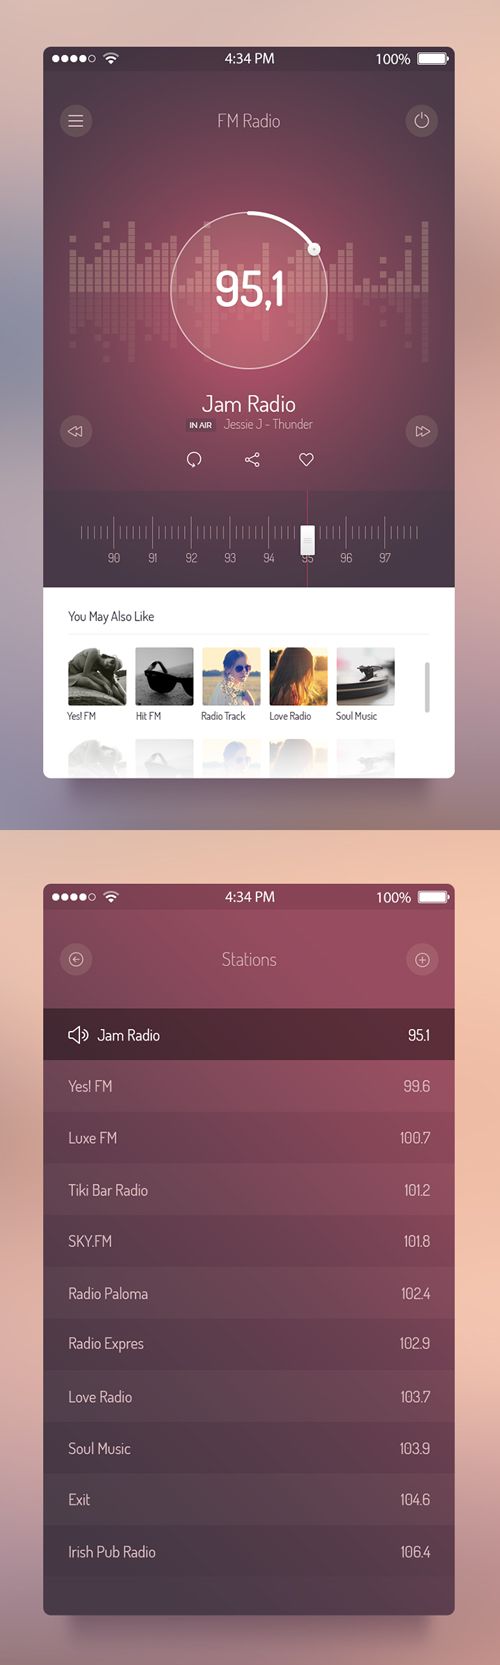 4:34 PM
100%
FM Radio
95,1
Jam Radio
IN AIR Jessie J - Thunder
90 91 92 93 94 95 96 97
You May Also Like
Yes! FM
Hit FM
Radio Track
Love Radio
Soul Music
4:34 PM
100%
Stations
Jam Radio 95.1
Yes! FM 99.6
Luxe FM 100.7
Tiki Bar Radio 101.2
SKY.FM 101.8
Radio Paloma 102.4
Radio Expres 102.9
Love Radio 103.7
Soul Music 103.9
Exit 104.6
Irish Pub Radio 106.4